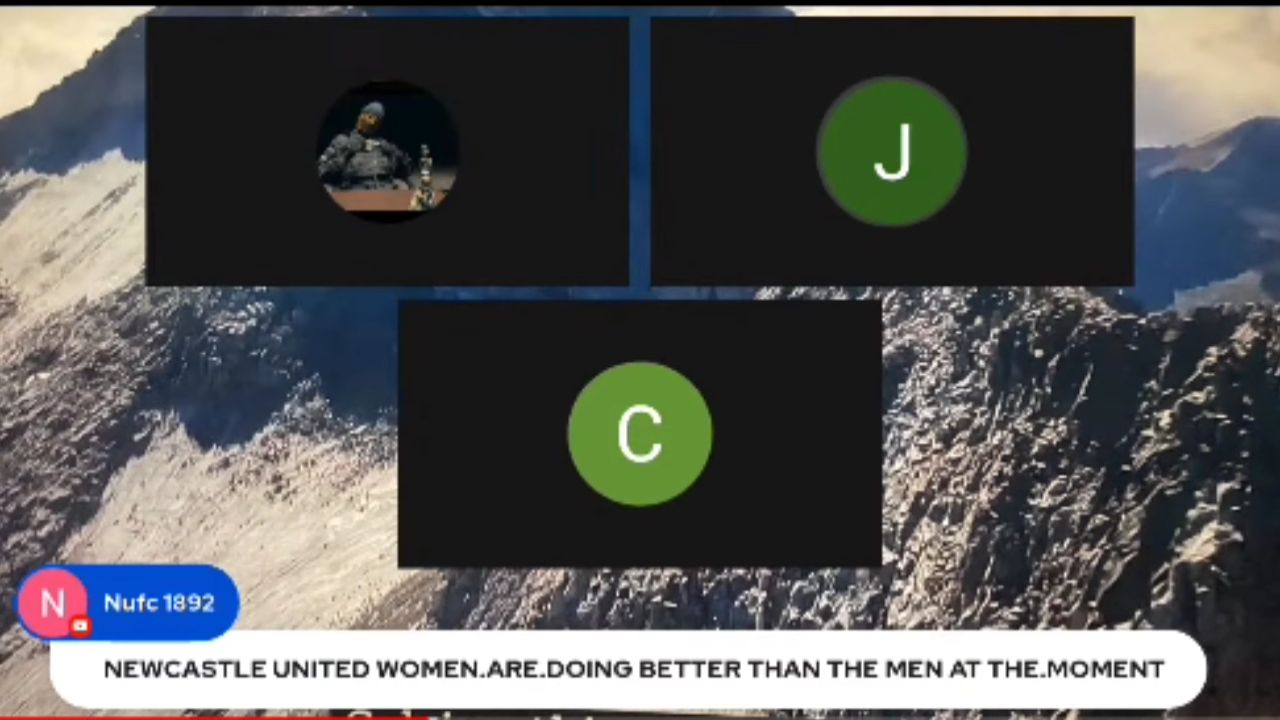 J
C
N
Nufc 1892
NEWCASTLE UNITED WOMEN.ARE.DOING BETTER THAN THE MEN AT THE.MOMENT